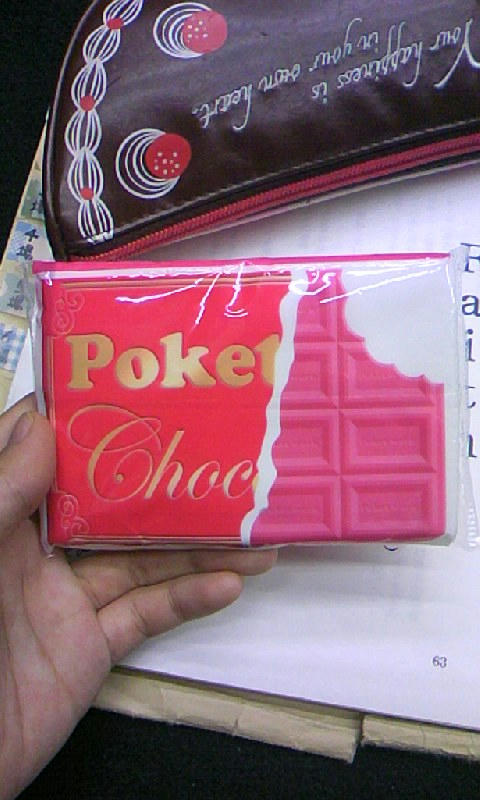 Your happiness is
in your own heart.
Poket
Choc
F
a
i
t
63